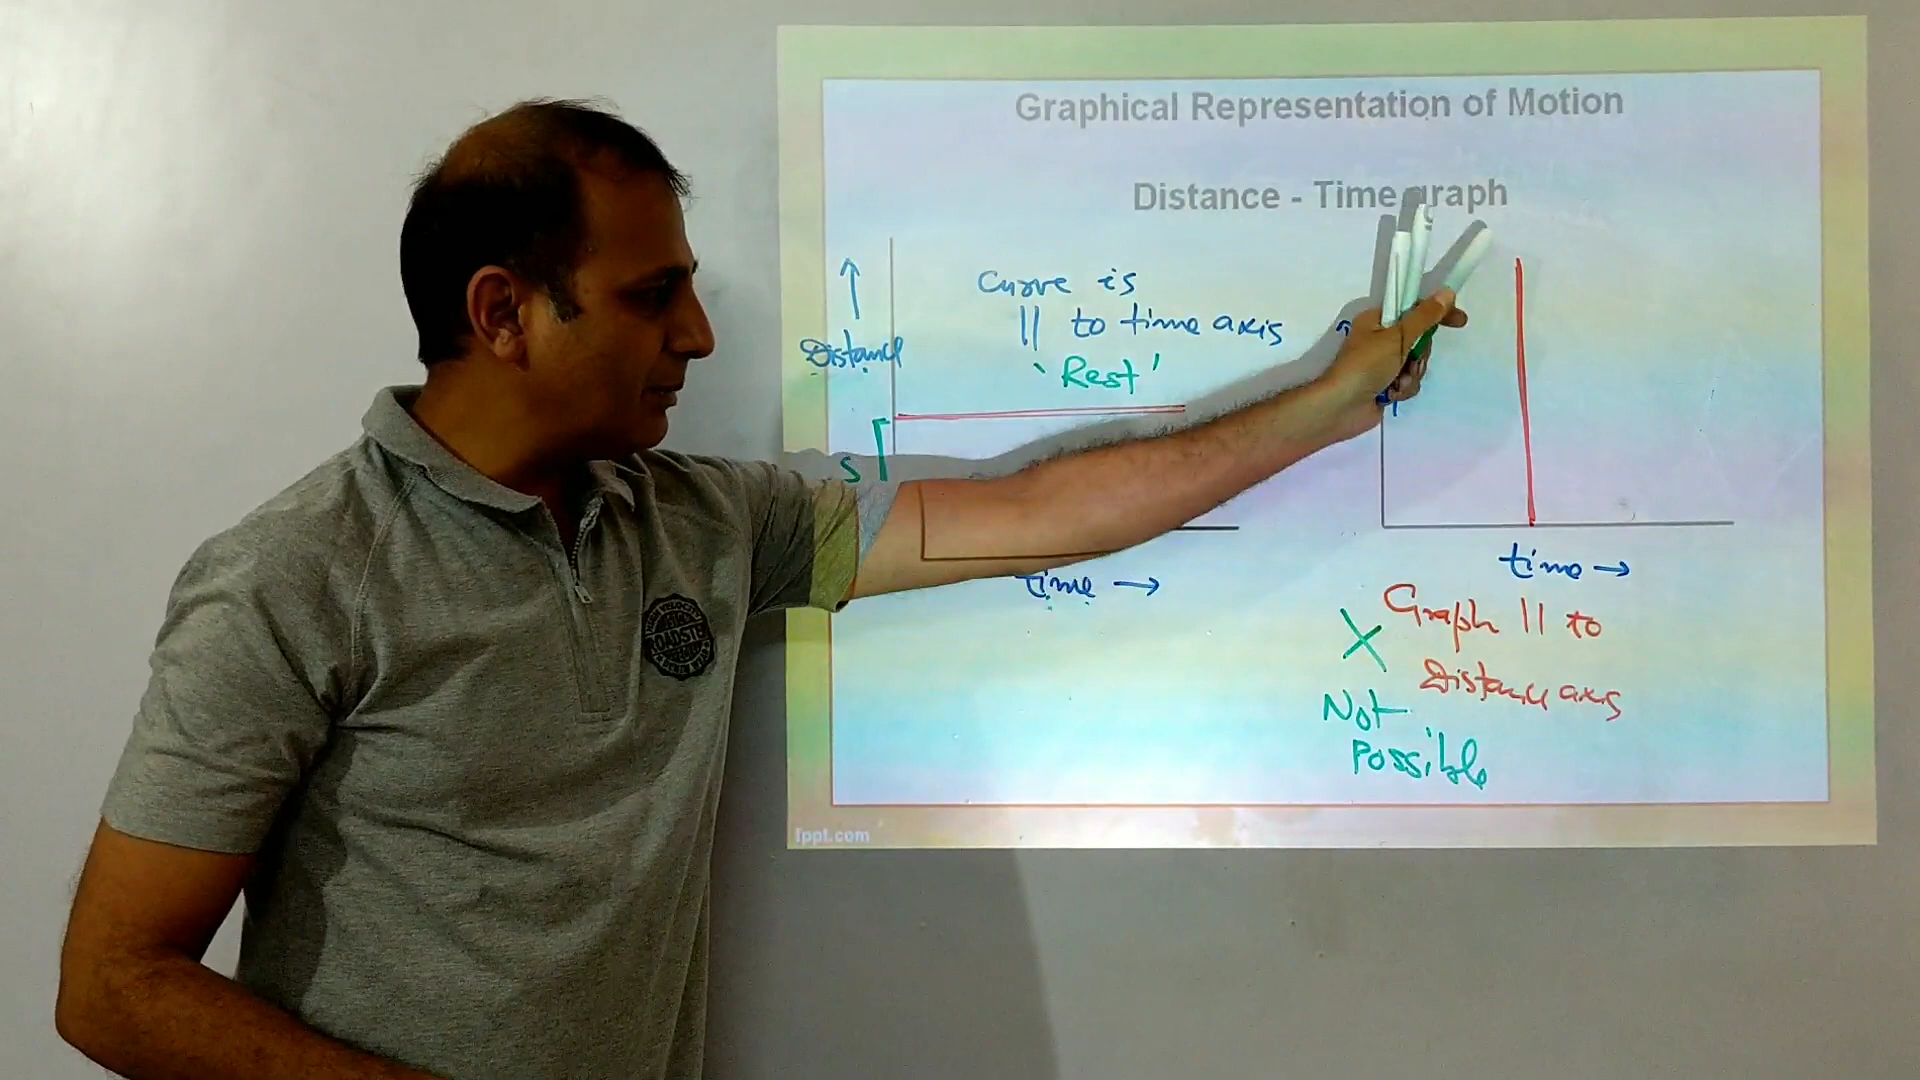 Graphical Representation of Motion
Distance - Time graph
Curve is
|| to time axis
'Rest'
Distance
S
time →
time →
Graph || to
Distance axis
X
Not
Possible
fppt.com
ROADSTE